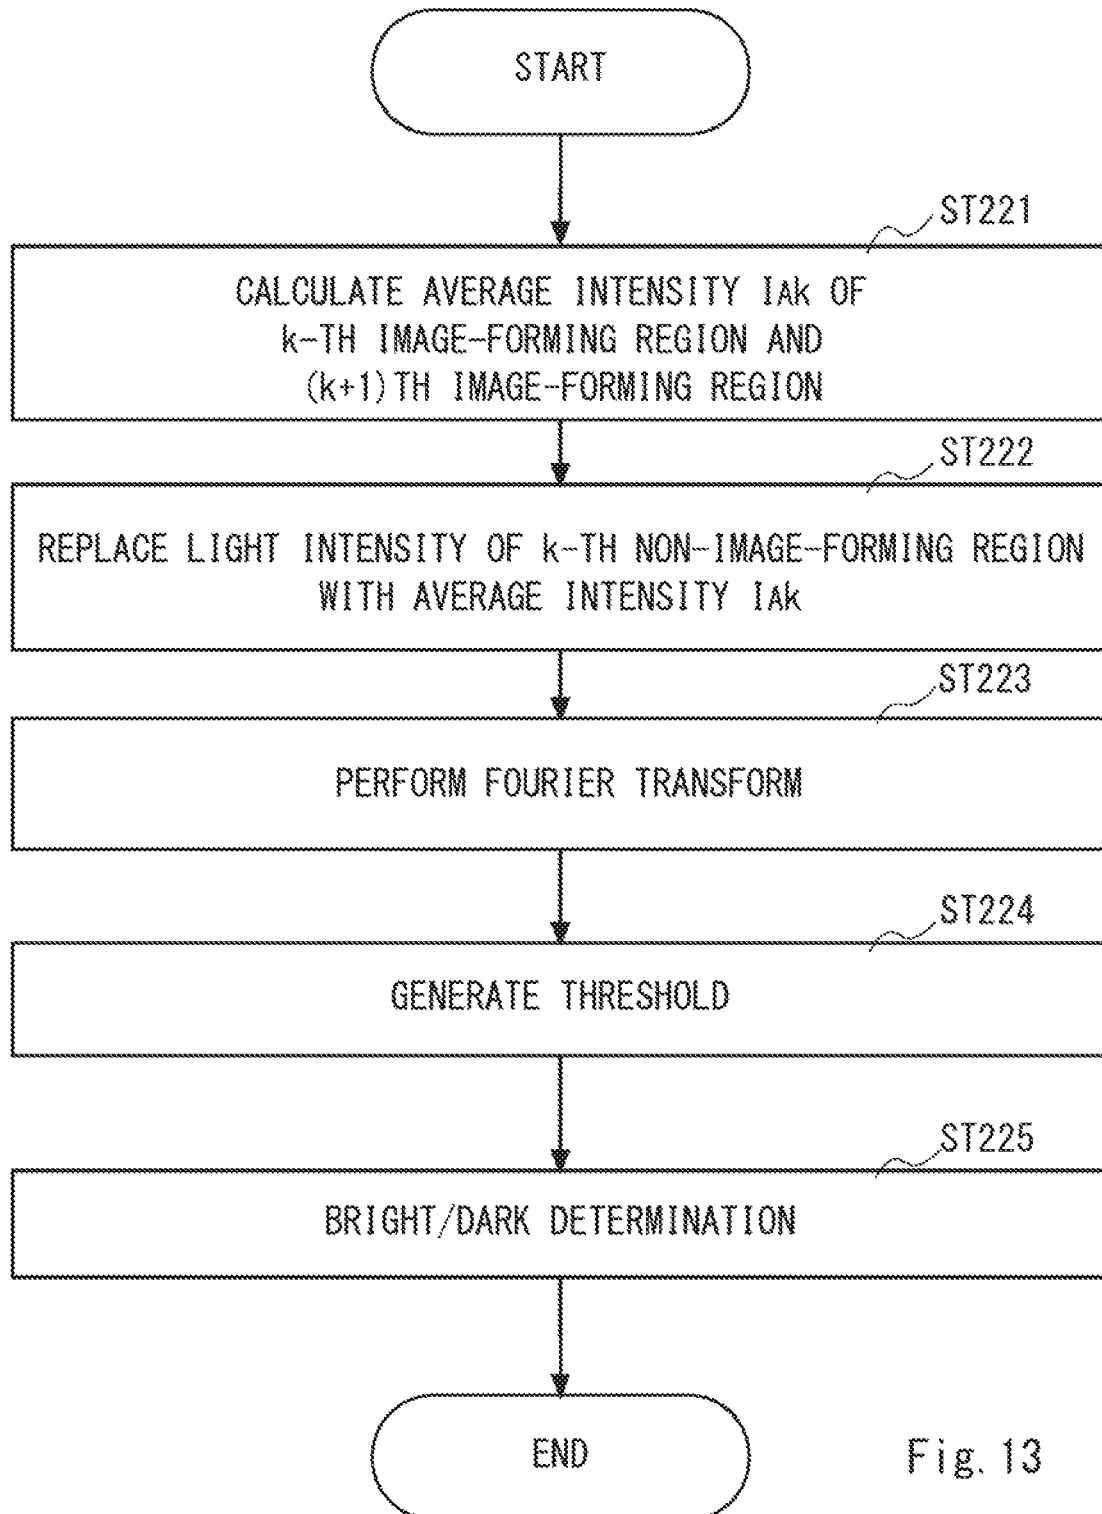 START
ST221
CALCULATE AVERAGE INTENSITY IAk OF
k-TH IMAGE-FORMING REGION AND
(k+1)TH IMAGE-FORMING REGION
ST222
REPLACE LIGHT INTENSITY OF k-TH NON-IMAGE-FORMING REGION
WITH AVERAGE INTENSITY IAk
ST223
PERFORM FOURIER TRANSFORM
ST224
GENERATE THRESHOLD
ST225
BRIGHT/DARK DETERMINATION
END
Fig. 13